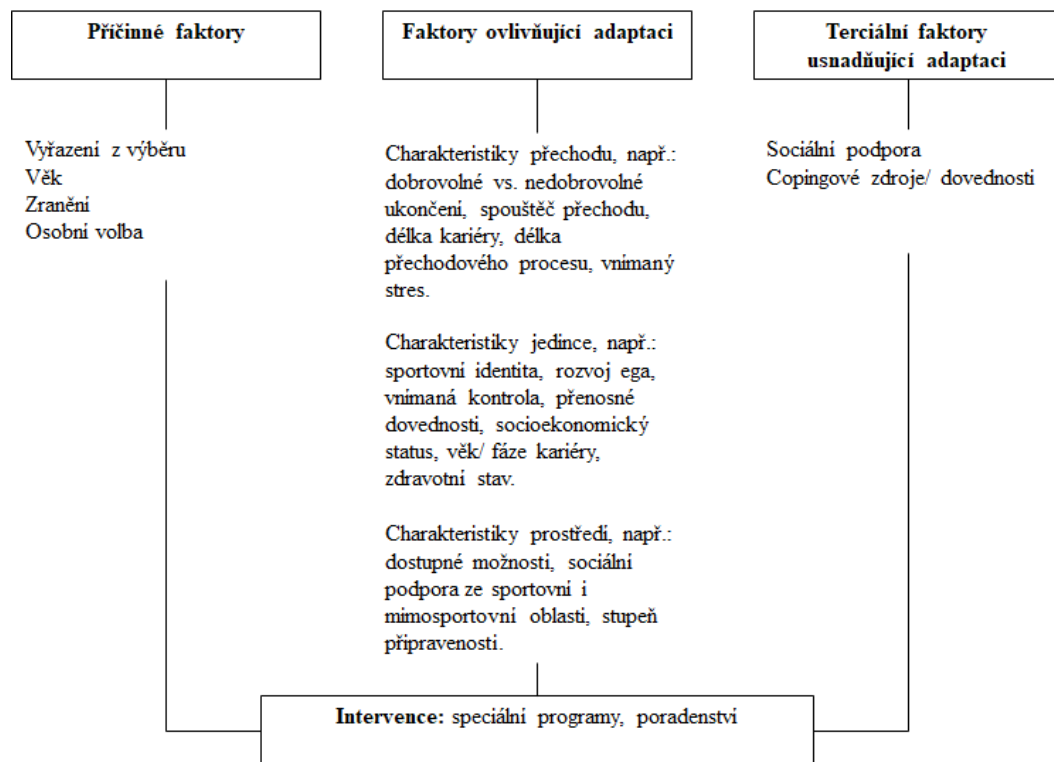 Příčinné faktory
Vyřazení z výběru
Věk
Zranění
Osobní volba
Faktory ovlivňující adaptaci
Charakteristiky přechodu, např.:
dobrovolné vs. nedobrovolné
ukončení, spouštěč přechodu,
délka kariéry, délka
přechodového procesu, vnímaný
stres.
Charakteristiky jedince, např.:
sportovní identita, rozvoj ega,
vnímaná kontrola, přenosné
dovednosti, socioekonomický
status, věk/ fáze kariéry,
zdravotní stav.
Charakteristiky prostředí, např.:
dostupné možnosti, sociální
podpora ze sportovní i
mimosportovní oblasti, stupeň
připravenosti.
Terciální faktory
usnadňující adaptaci
Sociální podpora
Copingové zdroje/ dovednosti
Intervence: speciální programy, poradenství